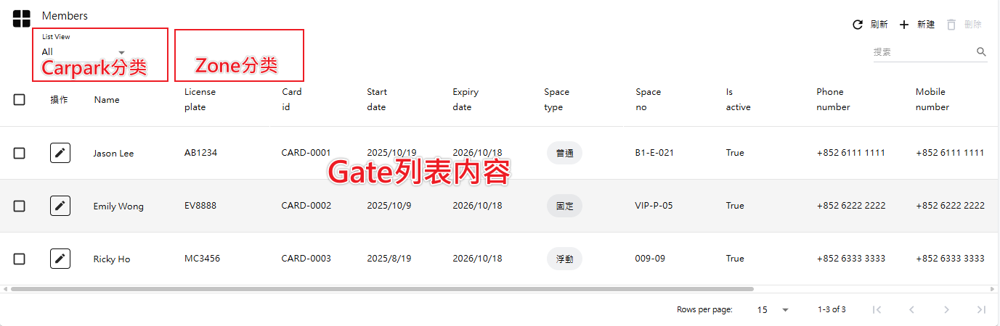 Members
刷新 新建 刪除
List View
All
Carpark分类 Zone分类
搜索
操作 Name License plate Card id Start date Expiry date Space type Space no Is active Phone number Mobile number
Jason Lee AB1234 CARD-0001 2025/10/19 2026/10/18 普通 B1-E-021 True +852 6111 1111 +852 6111 1111
Gate列表内容
Emily Wong EV8888 CARD-0002 2025/10/9 2026/10/18 固定 VIP-P-05 True +852 6222 2222 +852 6222 2222
Ricky Ho MC3456 CARD-0003 2025/8/19 2026/10/18 浮動 009-09 True +852 6333 3333 +852 6333 3333
Rows per page: 15 1-3 of 3